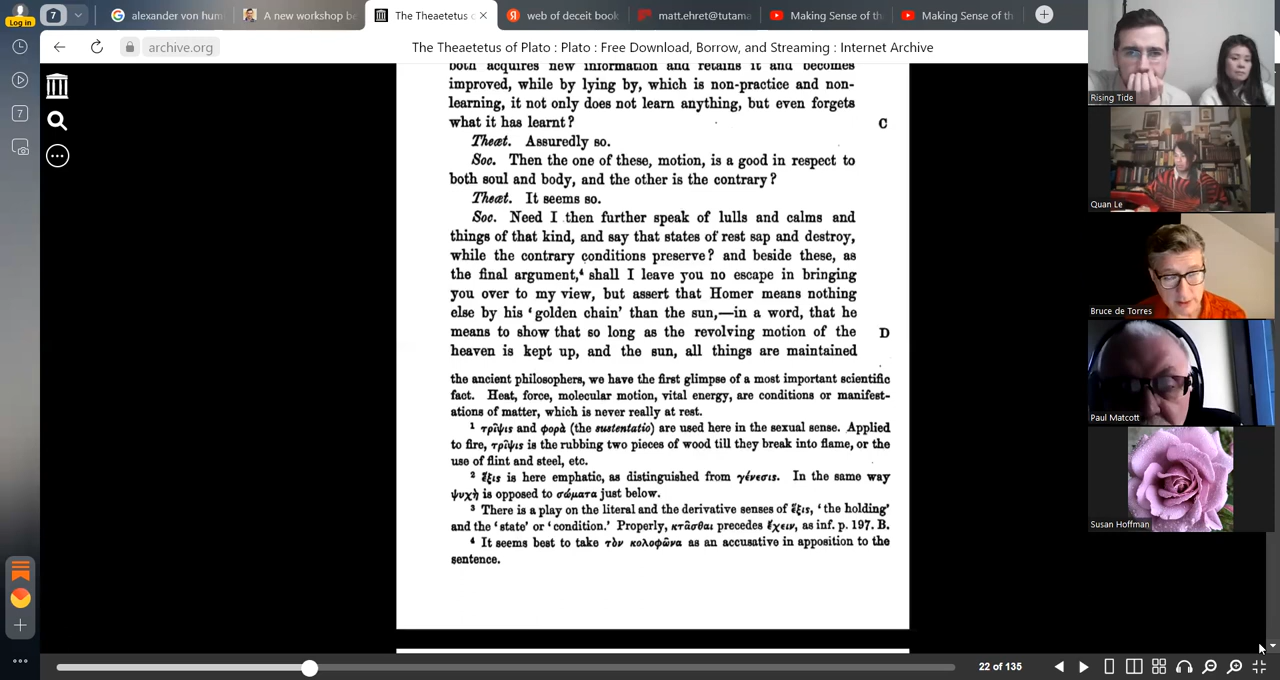 Log in
7
alexander von hum
A new workshop be
The Theaetetus c
web of deceit book
matt.ehret@tutama
Making Sense of th
Making Sense of th
archive.org
The Theaetetus of Plato : Plato : Free Download, Borrow, and Streaming : Internet Archive
7
both acquires new information and retains it and becomes
improved, while by lying by, which is non-practice and non-
learning, it not only does not learn anything, but even forgets
what it has learnt? C
Theæt. Assuredly so.
Soc. Then the one of these, motion, is a good in respect to
both soul and body, and the other is the contrary?
Theæt. It seems so.
Soc. Need I then further speak of lulls and calms and
things of that kind, and say that states of rest sap and destroy,
while the contrary conditions preserve? and beside these, as
the final argument,⁴ shall I leave you no escape in bringing
you over to my view, but assert that Homer means nothing
else by his ‘golden chain’ than the sun,—in a word, that he
means to show that so long as the revolving motion of the D
heaven is kept up, and the sun, all things are maintained
the ancient philosophers, we have the first glimpse of a most important scientific
fact. Heat, force, molecular motion, vital energy, are conditions or manifest-
ations of matter, which is never really at rest.
¹ τρῖψις and φορὰ (the sustentatio) are used here in the sexual sense. Applied
to fire, τρῖψις is the rubbing two pieces of wood till they break into flame, or the
use of flint and steel, etc.
² ἕξις is here emphatic, as distinguished from γένεσις. In the same way
ψυχὴ is opposed to σώματα just below.
³ There is a play on the literal and the derivative senses of ἕξις, ‘the holding’
and the ‘state’ or ‘condition.’ Properly, κτᾶσθαι precedes ἔχειν, as inf. p. 197. B.
⁴ It seems best to take τὸν κολοφῶνα as an accusative in apposition to the
sentence.
22 of 135
Rising Tide
Quan Le
Bruce de Torres
Paul Matcott
Susan Hoffman